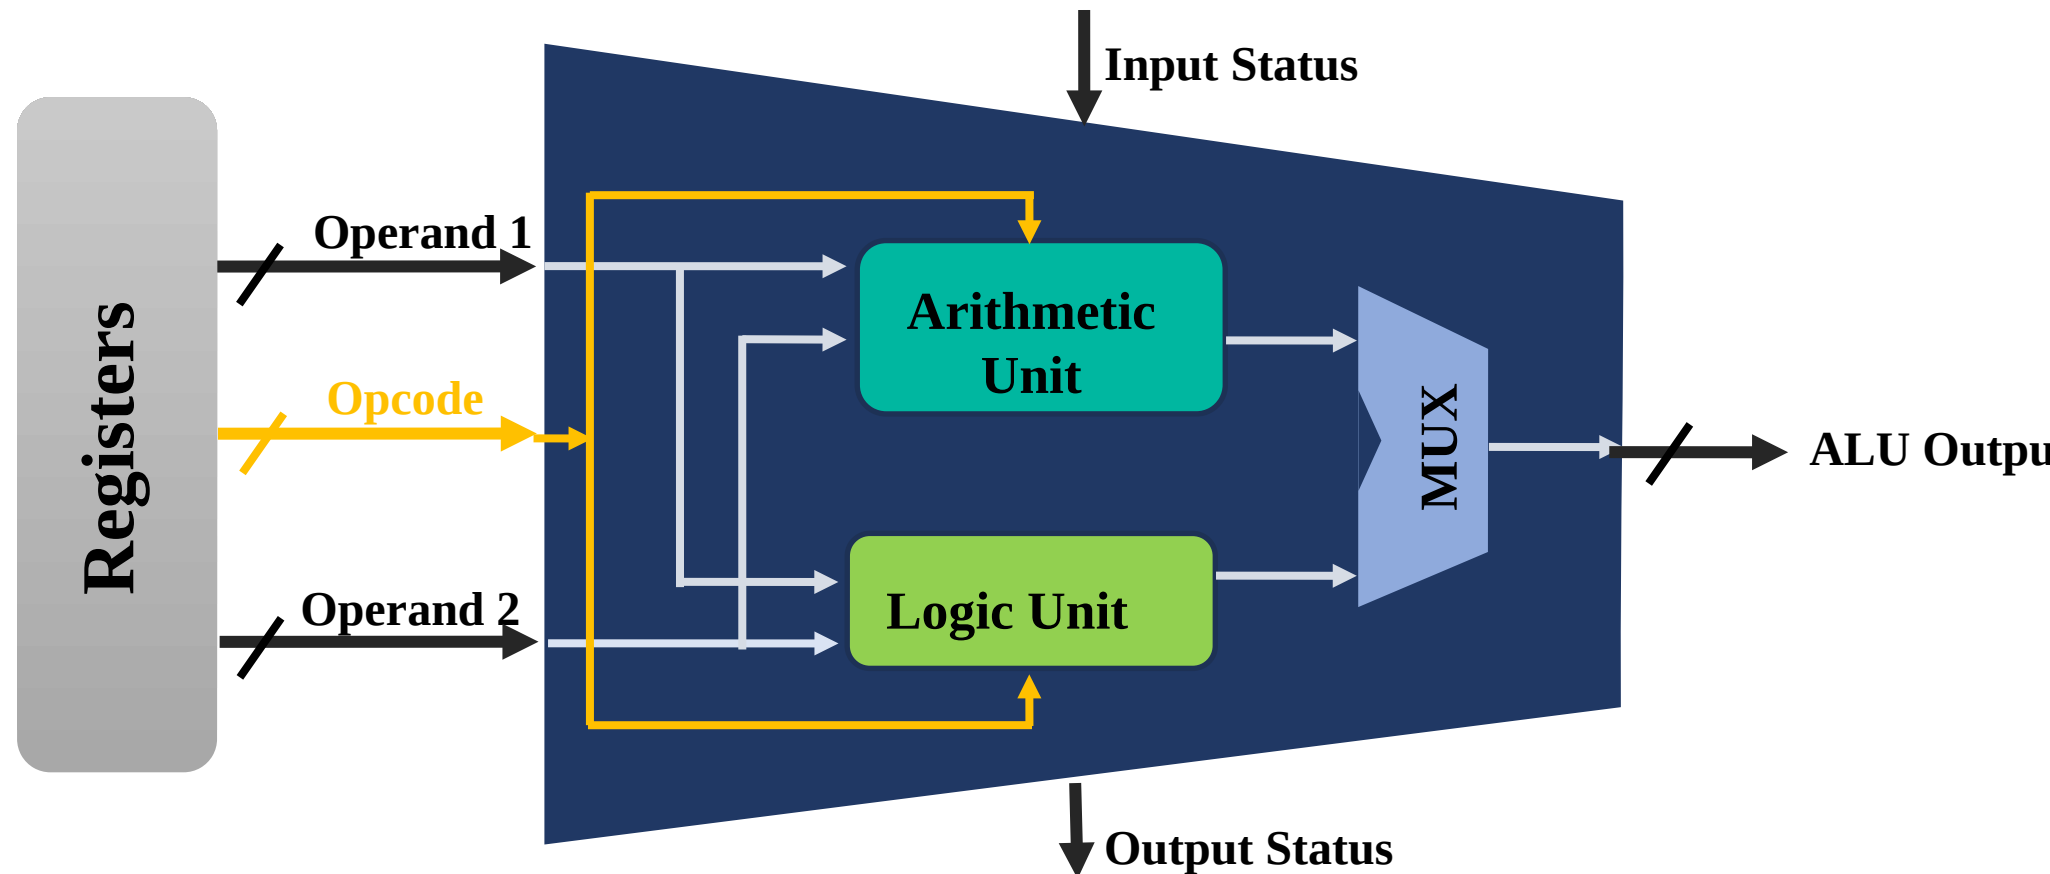 Input Status
Registers
Operand 1
Opcode
Operand 2
Arithmetic
Unit
Logic Unit
MUX
ALU Outpu
Output Status